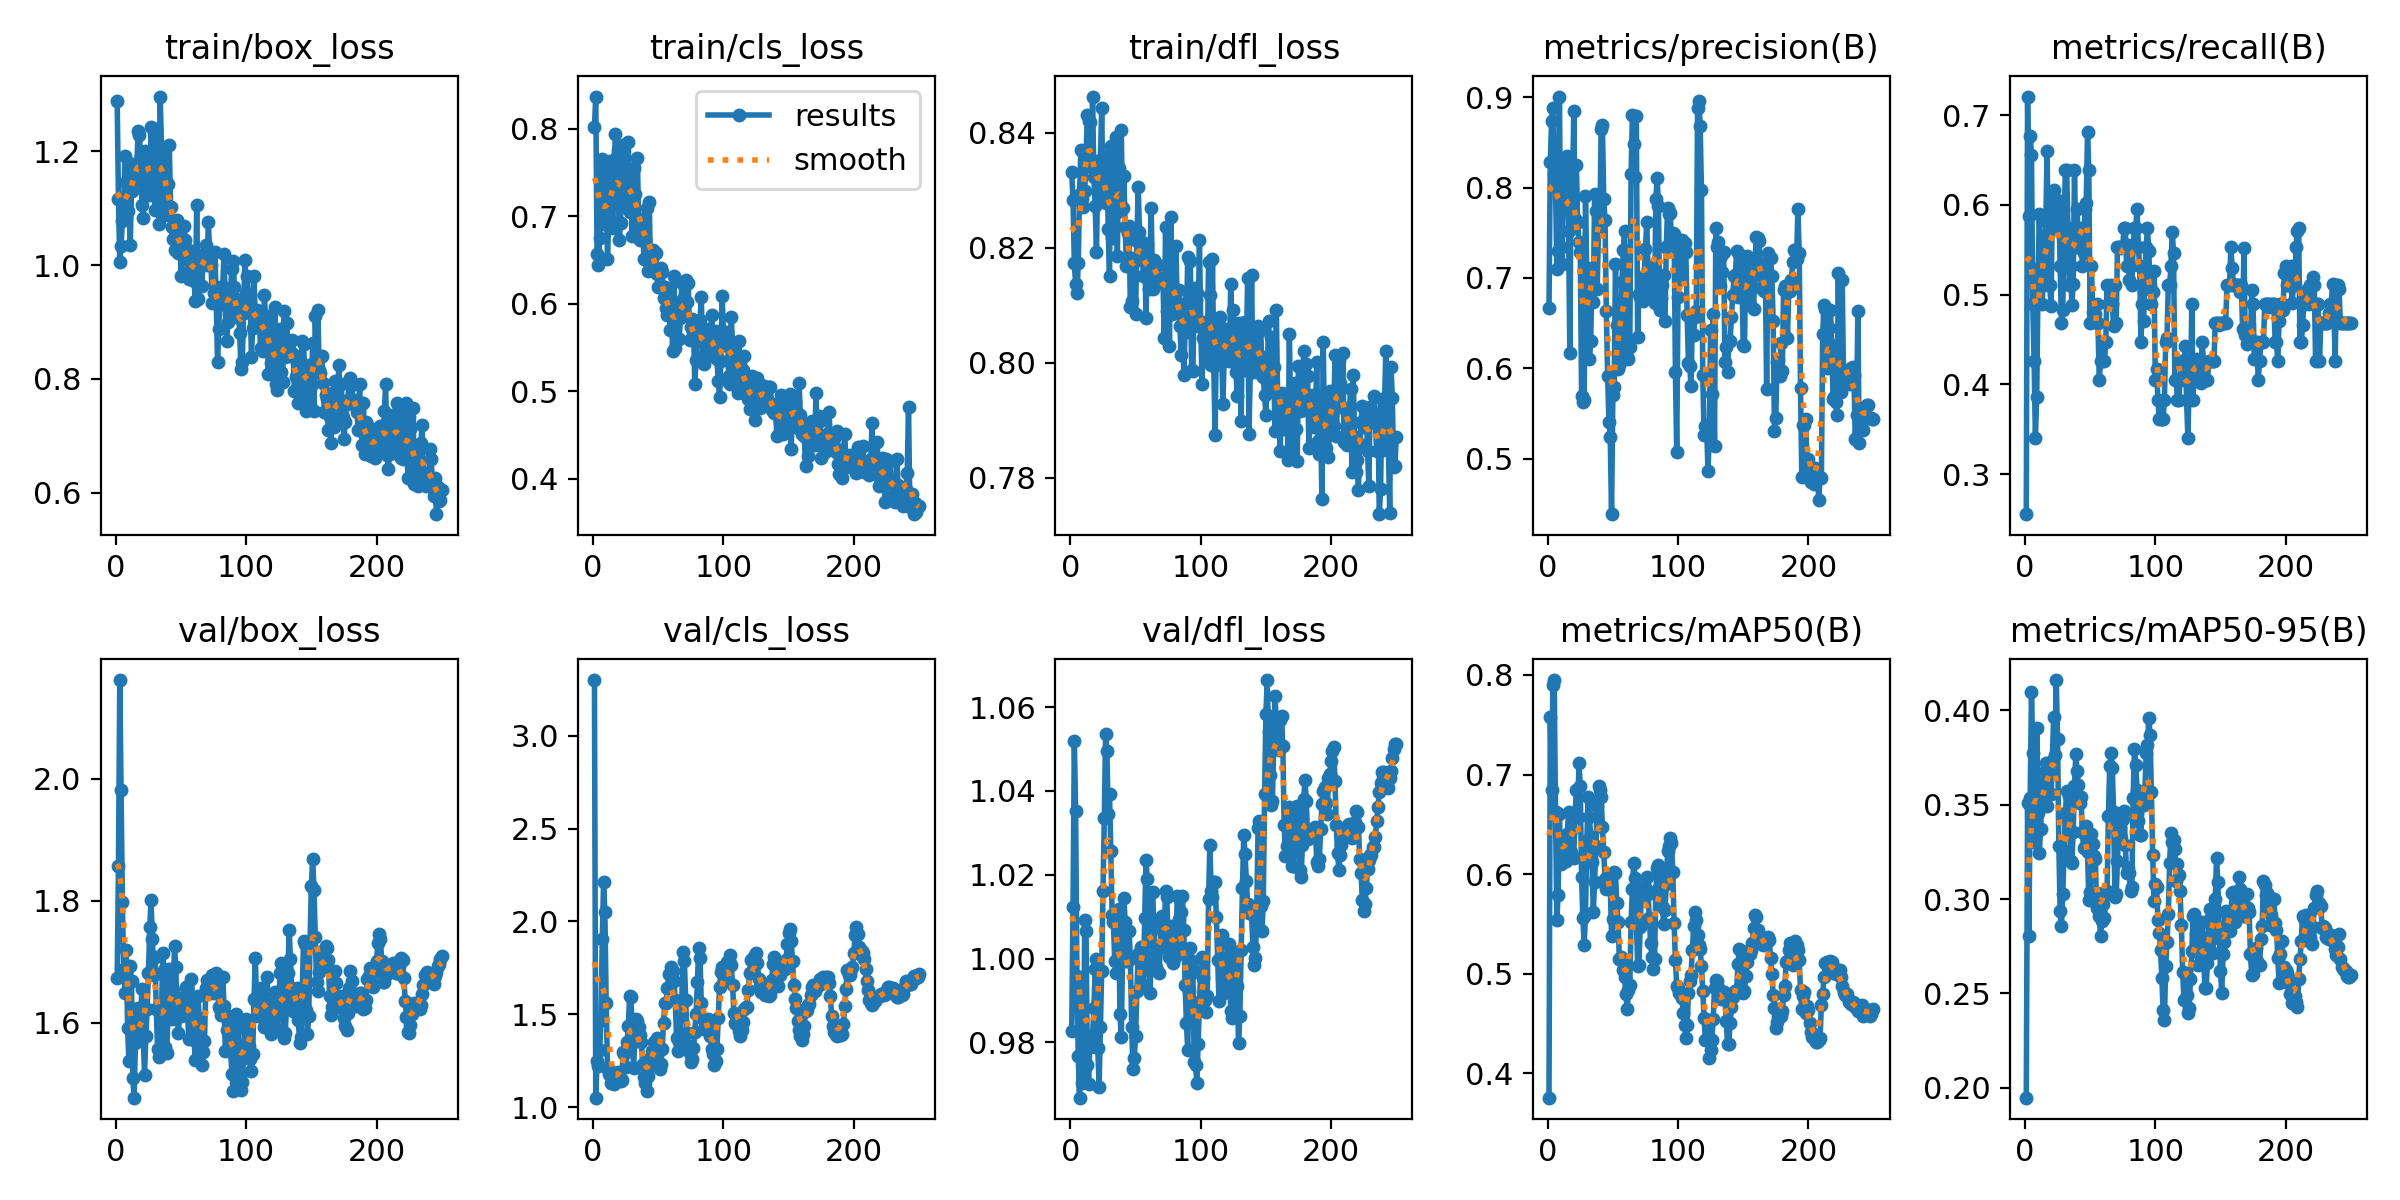 train/box_loss
1.2
1.0
0.8
0.6
0 100 200
train/cls_loss
results
smooth
0.8
0.7
0.6
0.5
0.4
0 100 200
train/dfl_loss
0.84
0.82
0.80
0.78
0 100 200
metrics/precision(B)
0.9
0.8
0.7
0.6
0.5
0 100 200
metrics/recall(B)
0.7
0.6
0.5
0.4
0.3
0 100 200
val/box_loss
2.0
1.8
1.6
0 100 200
val/cls_loss
3.0
2.5
2.0
1.5
1.0
0 100 200
val/dfl_loss
1.06
1.04
1.02
1.00
0.98
0 100 200
metrics/mAP50(B)
0.8
0.7
0.6
0.5
0.4
0 100 200
metrics/mAP50-95(B)
0.40
0.35
0.30
0.25
0.20
0 100 200